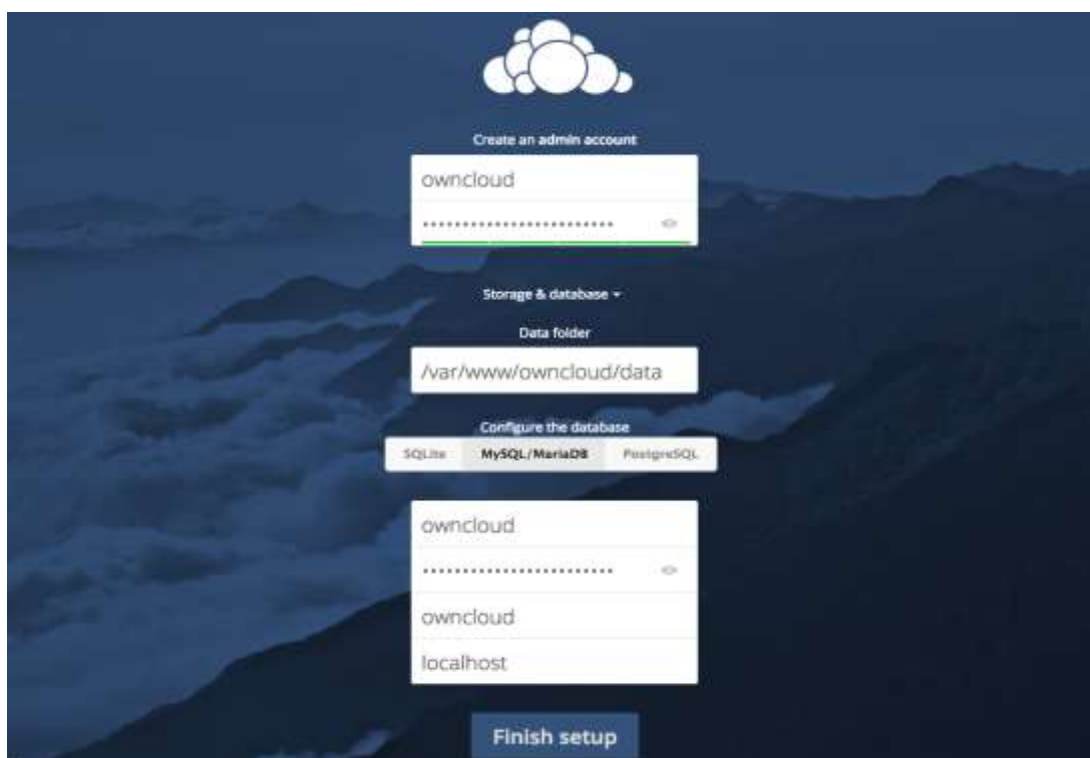 Create an admin account
owncloud
························
Storage & database
Data folder
/var/www/owncloud/data
Configure the database
SQLite MySQL/MariaDB PostgreSQL
owncloud
························
owncloud
localhost
Finish setup